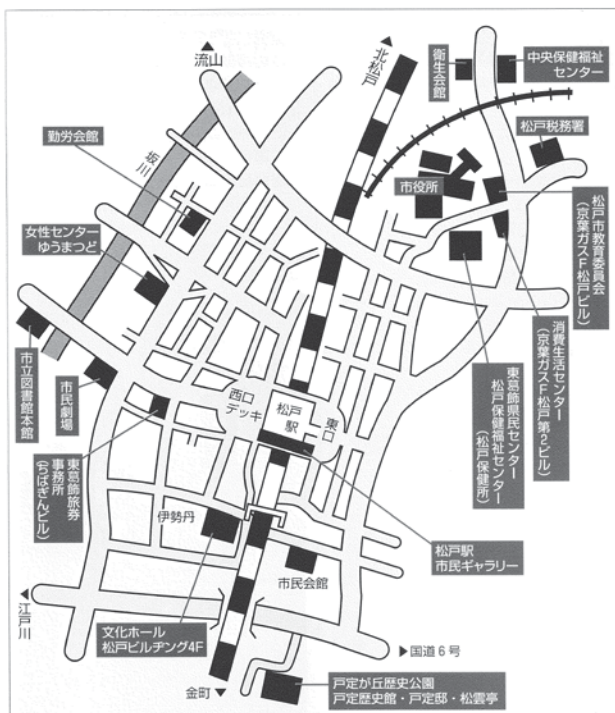 流山
北松戸
衛生会館
中央保健福祉
センター
勤労会館
坂川
松戸税務署
市役所
女性センター
ゆうまつど
松戸市教育委員会
(京葉ガスF松戸ビル)
消費生活センター
(京葉ガスF松戸第2ビル)
東葛飾県民センター
松戸保健福祉センター
(松戸保健所)
市立図書館本館
市民劇場
西口
デッキ
松戸
駅
東口
東葛飾旅券
事務所
(ちばぎんビル)
伊勢丹
松戸駅
市民ギャラリー
市民会館
江戸川
文化ホール
松戸ビルヂング4F
国道6号
金町
戸定が丘歴史公園
戸定歴史館・戸定邸・松雲亭